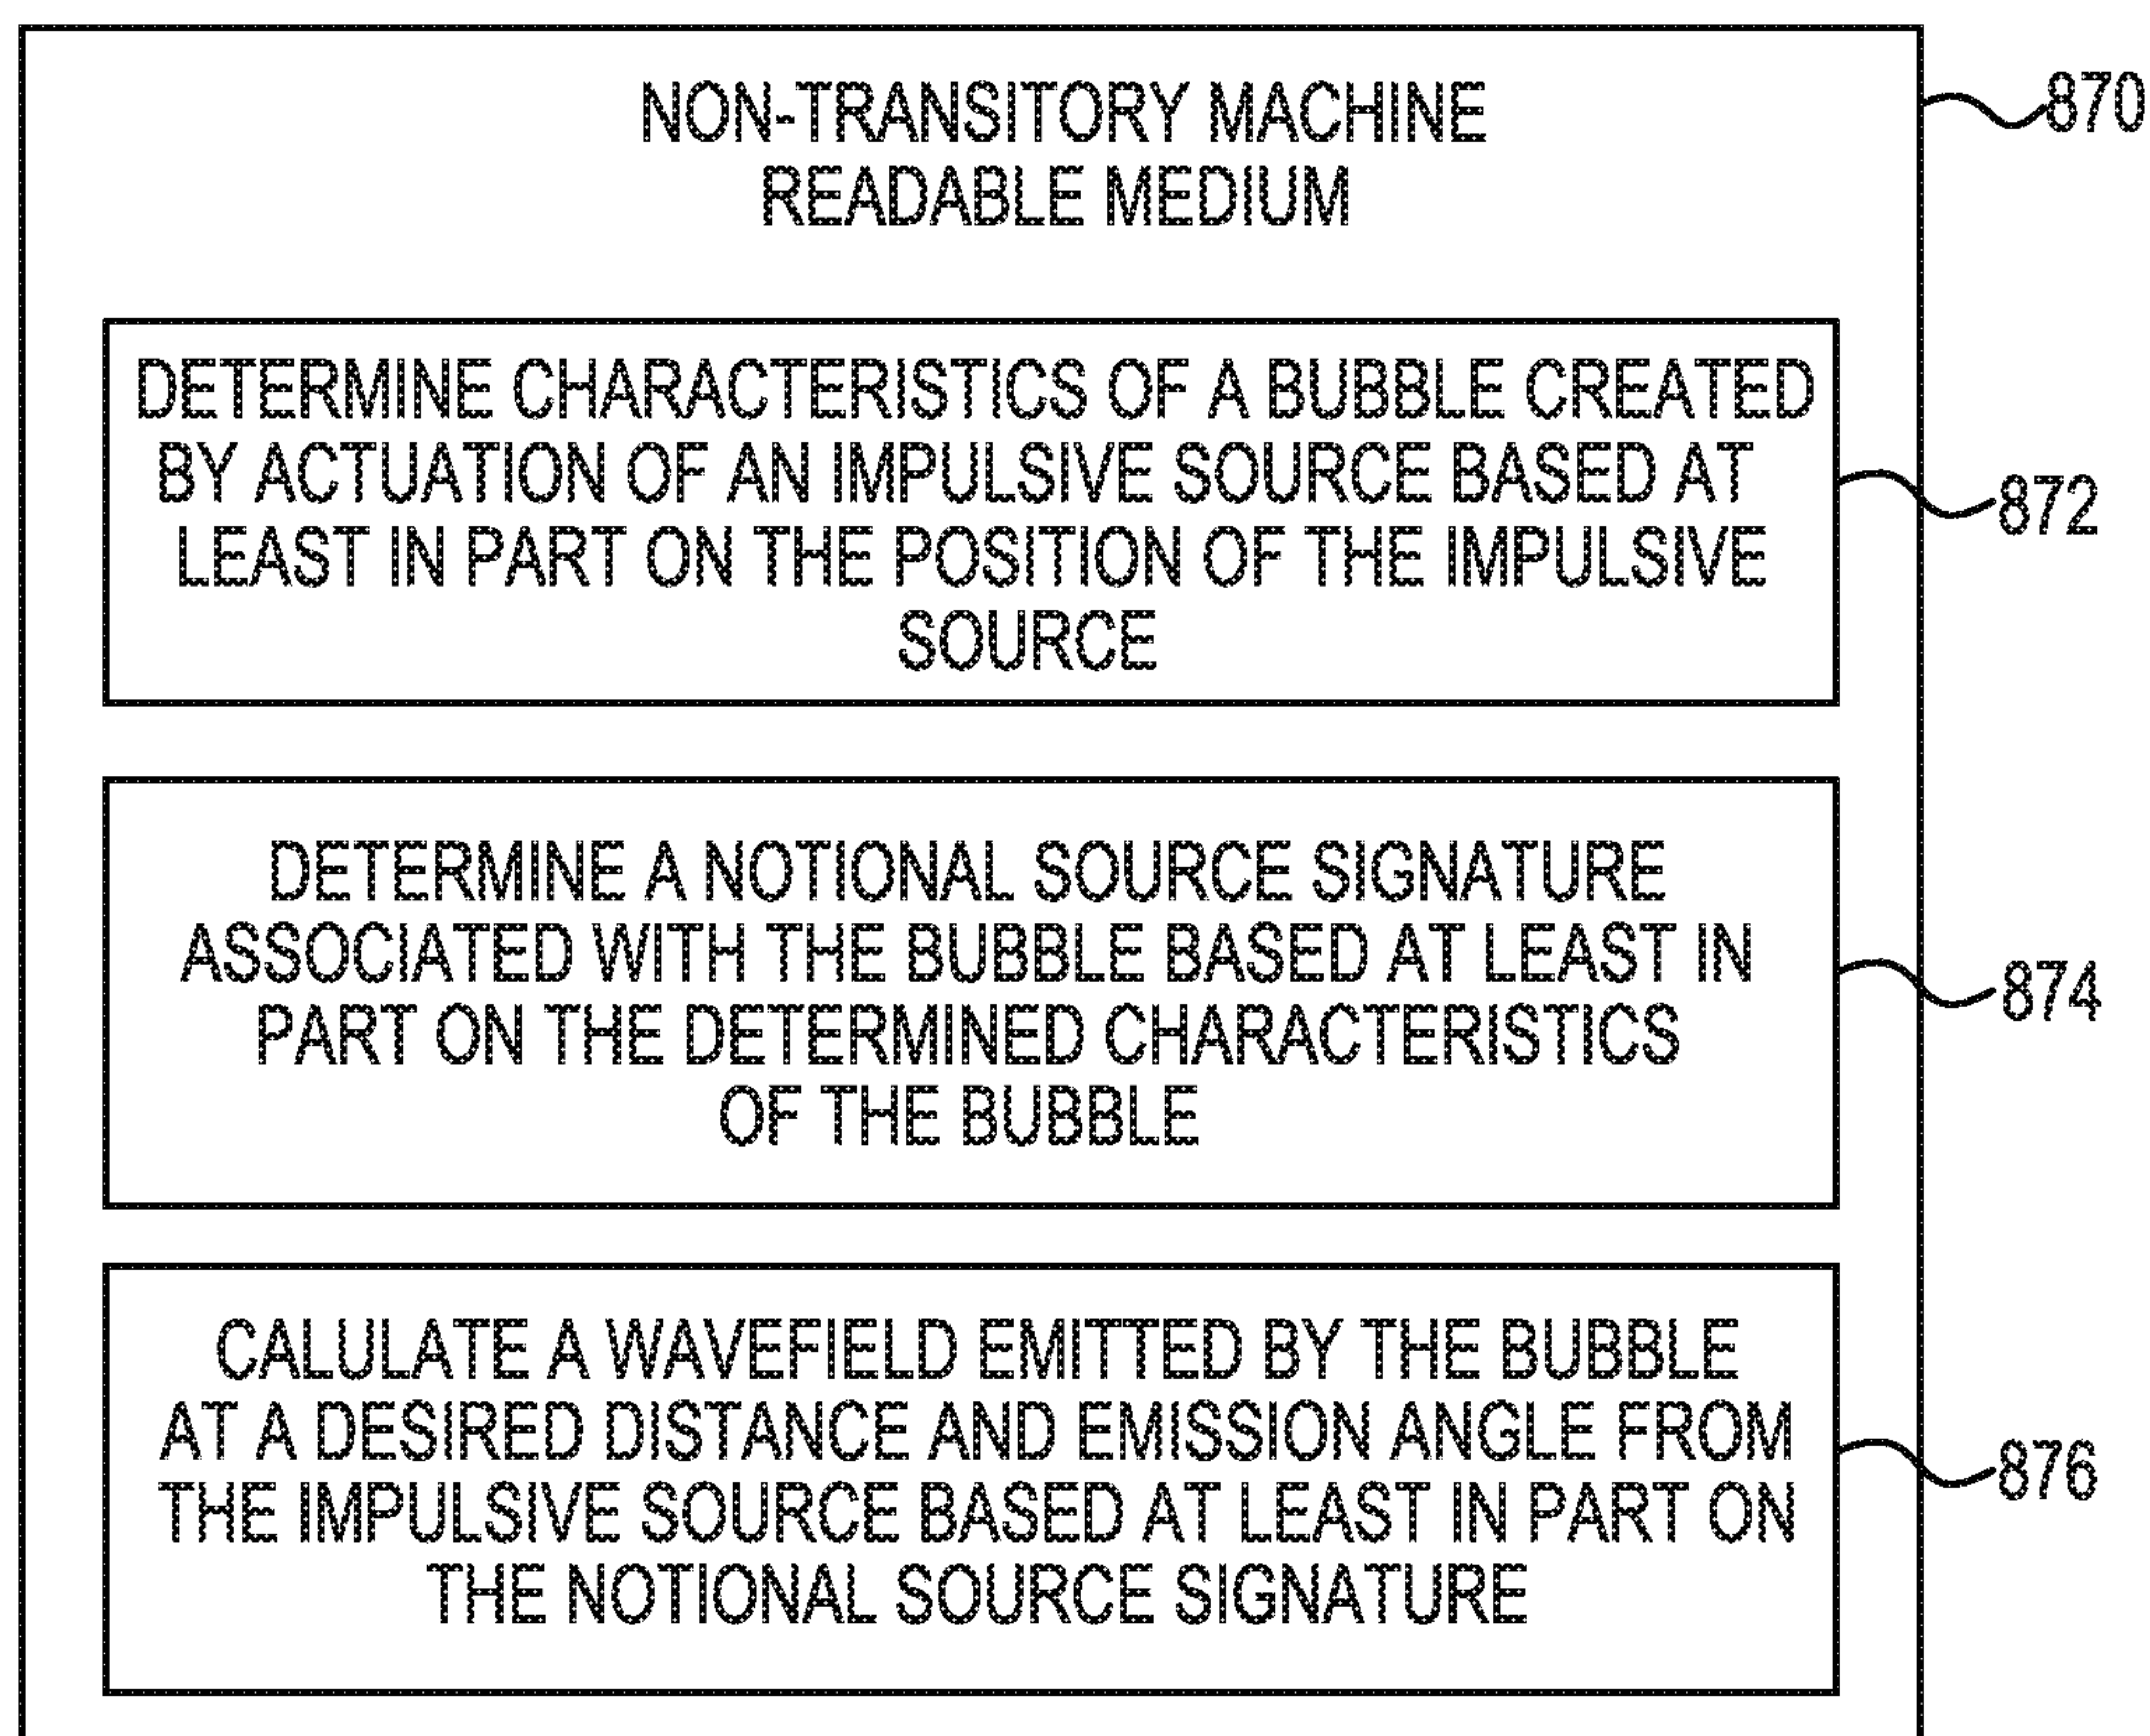 NON-TRANSITORY MACHINE
READABLE MEDIUM
870
DETERMINE CHARACTERISTICS OF A BUBBLE CREATED
BY ACTUATION OF AN IMPULSIVE SOURCE BASED AT
LEAST IN PART ON THE POSITION OF THE IMPULSIVE
SOURCE
872
DETERMINE A NOTIONAL SOURCE SIGNATURE
ASSOCIATED WITH THE BUBBLE BASED AT LEAST IN
PART ON THE DETERMINED CHARACTERISTICS
OF THE BUBBLE
874
CALULATE A WAVEFIELD EMITTED BY THE BUBBLE
AT A DESIRED DISTANCE AND EMISSION ANGLE FROM
THE IMPULSIVE SOURCE BASED AT LEAST IN PART ON
THE NOTIONAL SOURCE SIGNATURE
876